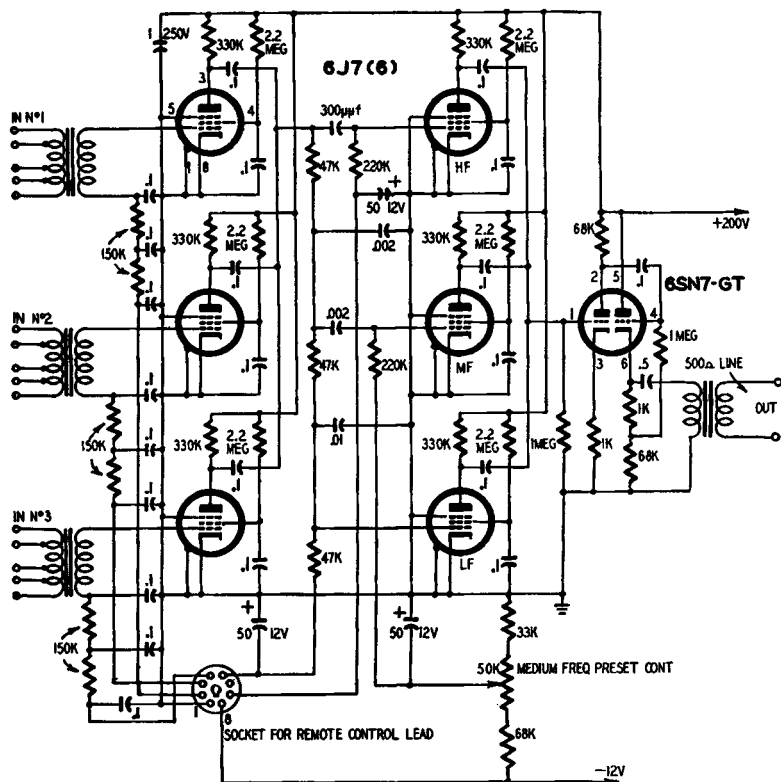 .1 250V
330K
2.2 MEG
.1
3
5
4
1
8
.1
IN Nº1
.1
.1
150K
.1
6J7(6)
300µµf
47K
220K
330K
2.2 MEG
.1
HF
.1
50 12V
+
.002
330K
2.2 MEG
.1
.1
IN Nº2
.1
.1
150K
.002
47K
220K
330K
2.2 MEG
.1
MF
.1
68K
+200V
2
5
.1
6SN7-GT
1
4
3
6
1 MEG
.5
500Ω LINE
OUT
1K
1K
68K
1MEG
330K
2.2 MEG
.1
.01
.1
IN Nº3
.1
.1
150K
.1
47K
330K
2.2 MEG
.1
LF
.1
+
50 12V
+
50 12V
33K
50K
MEDIUM FREQ PRESET CONT
68K
1
8
SOCKET FOR REMOTE CONTROL LEAD
-12V